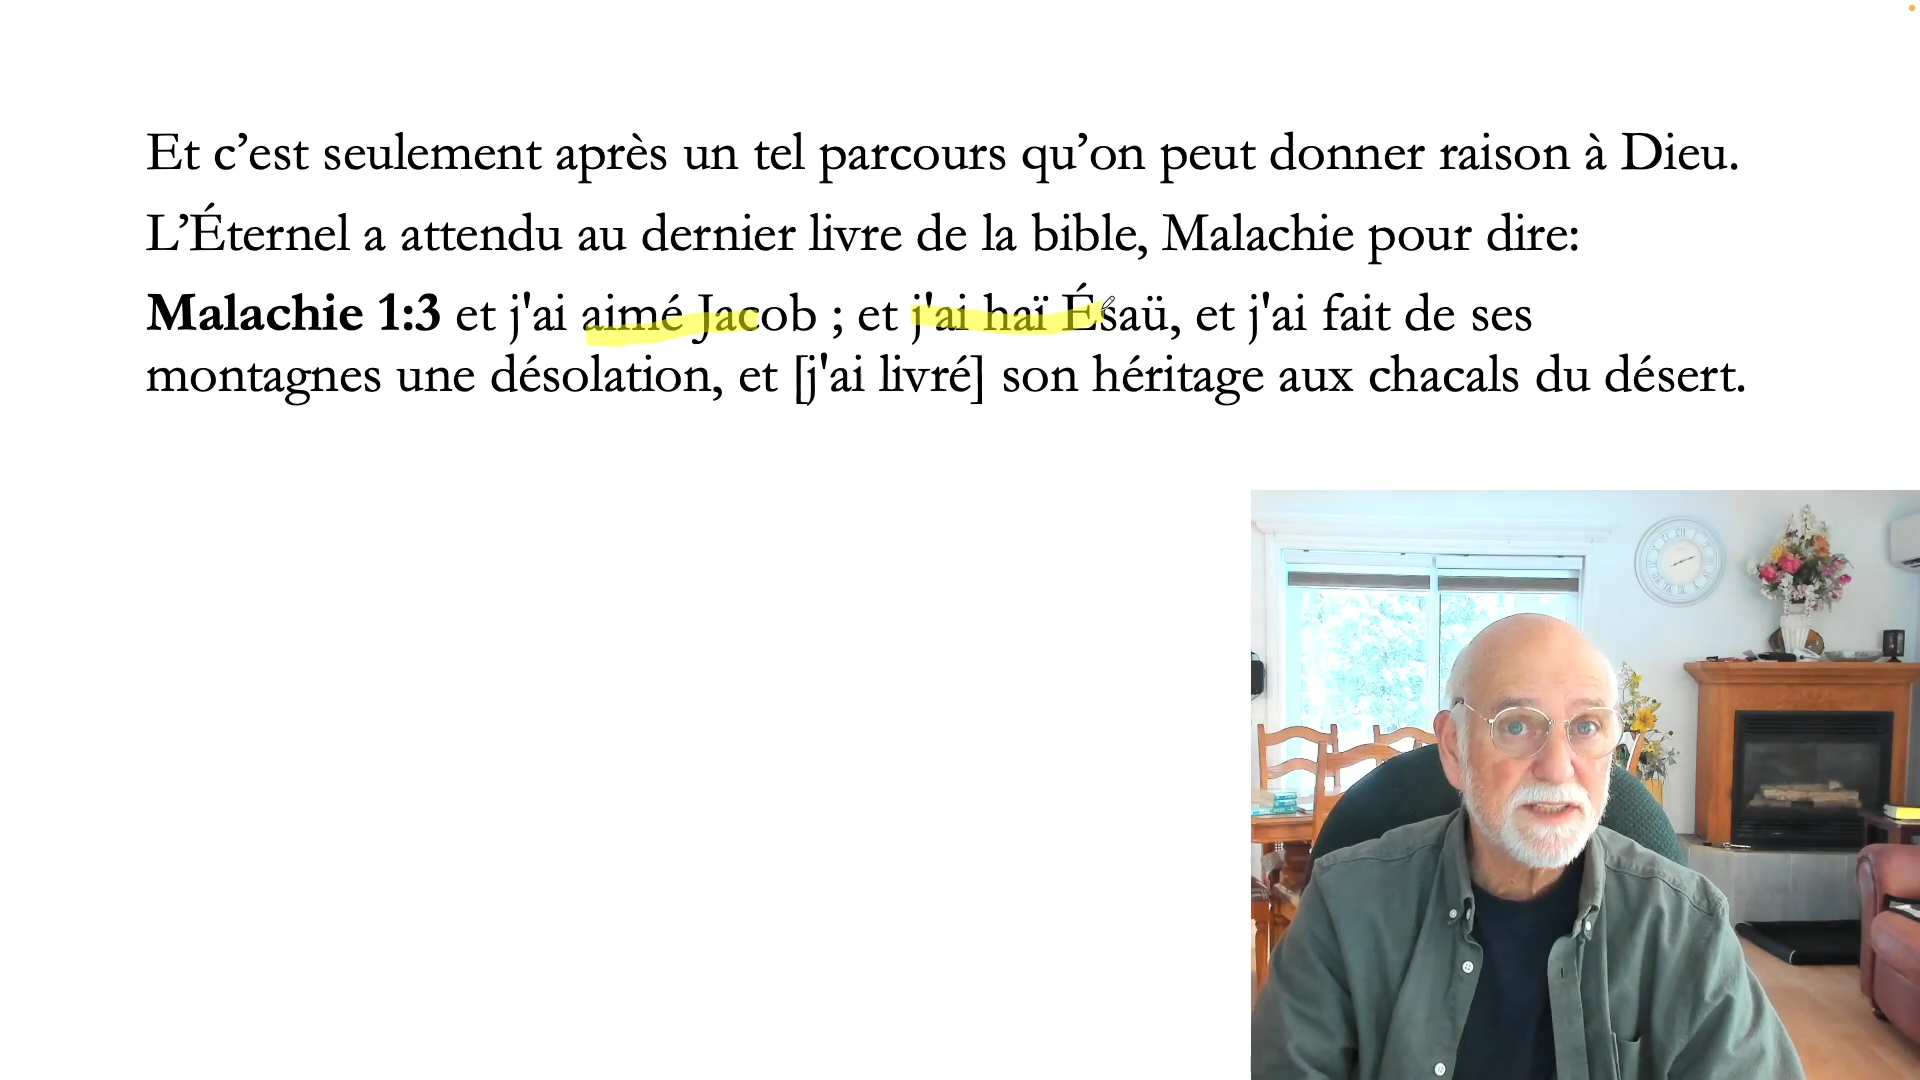 Et c’est seulement après un tel parcours qu’on peut donner raison à Dieu.
L’Éternel a attendu au dernier livre de la bible, Malachie pour dire:
Malachie 1:3 et j'ai aimé Jacob ; et j'ai haï Ésaü, et j'ai fait de ses
montagnes une désolation, et [j'ai livré] son héritage aux chacals du désert.